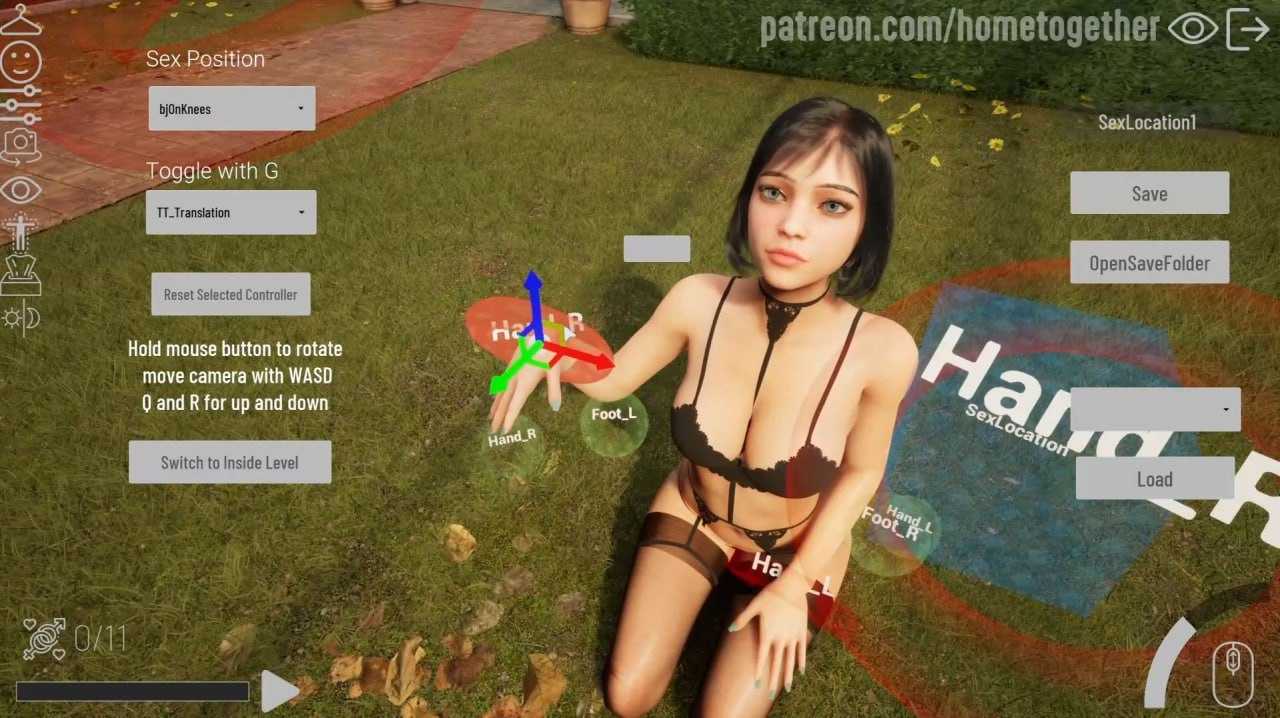 patreon.com/hometogether
Sex Position
bjOnKnees
Toggle with G
TT_Translation
Reset Selected Controller
Hold mouse button to rotate
move camera with WASD
Q and R for up and down
Switch to Inside Level
SexLocation1
Save
OpenSaveFolder
Load
Hand_R
Hand_R
Foot_L
Hand_R
SexLocation
Hand_L
Foot_R
Hand_L
0/11